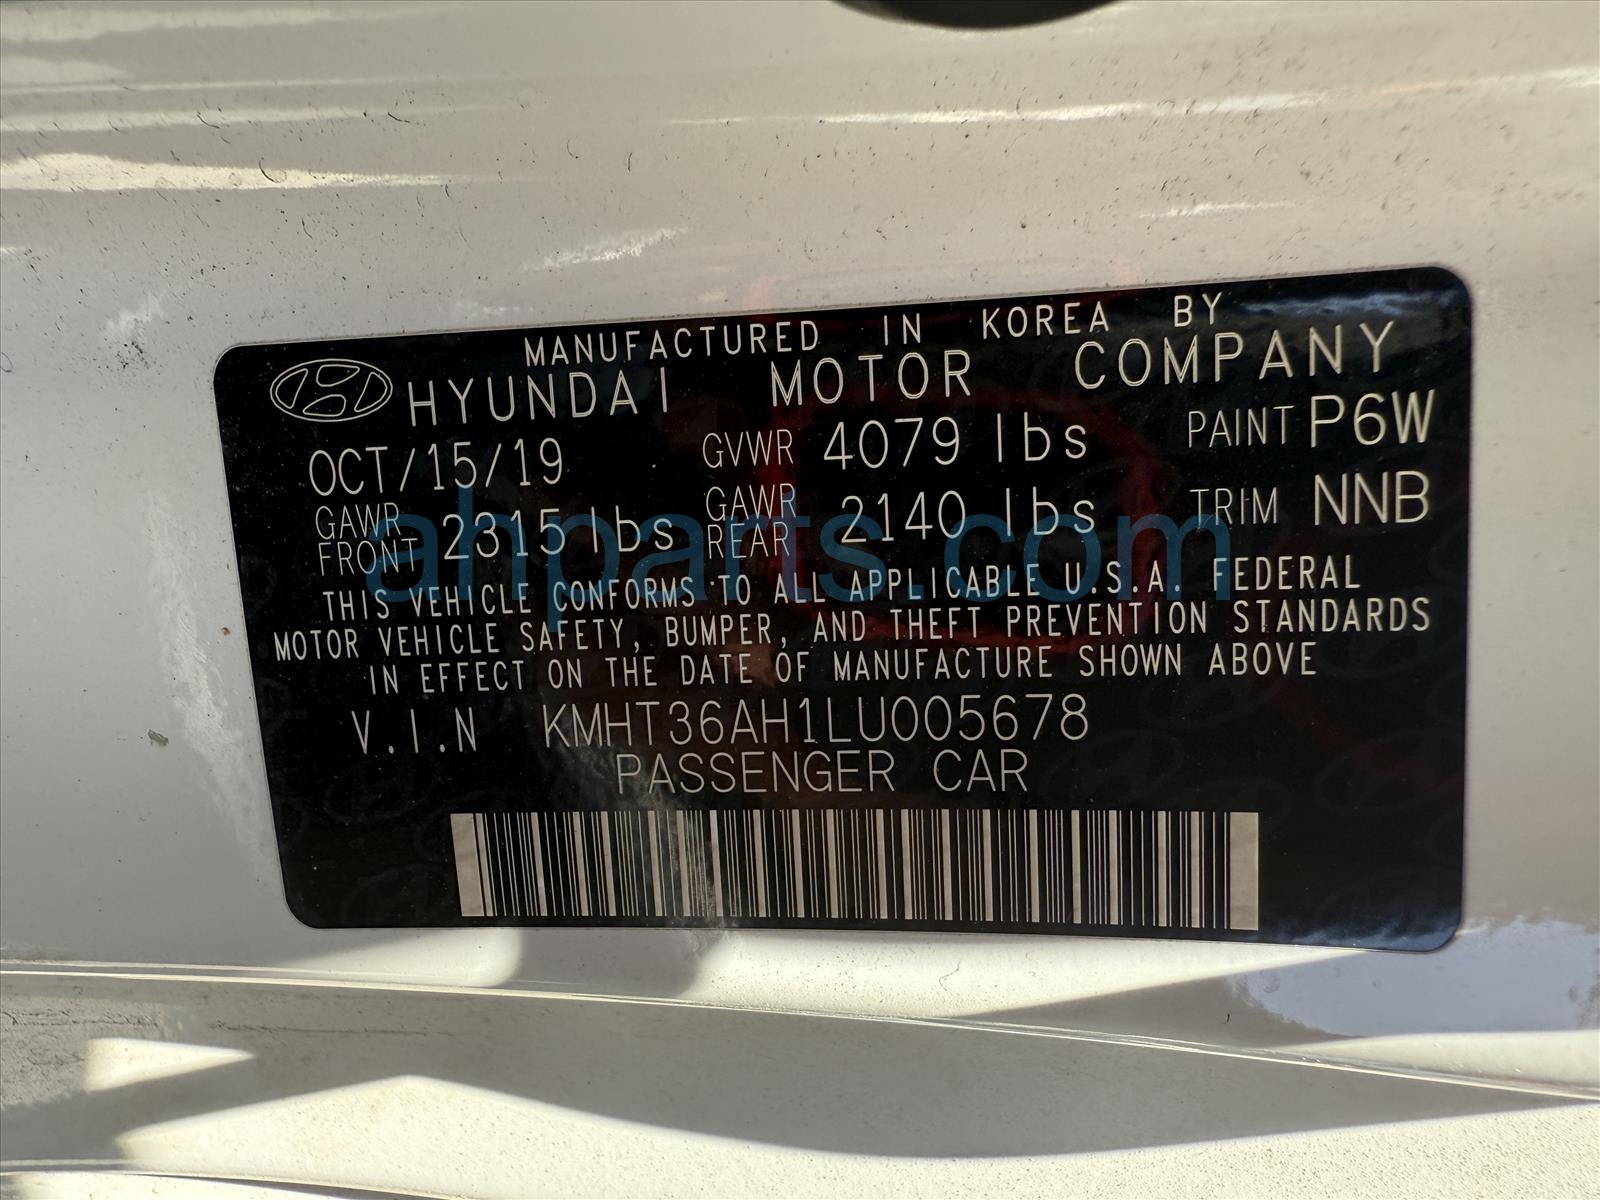 MANUFACTURED IN KOREA BY
HYUNDAI MOTOR COMPANY
OCT/15/19 GVWR 4079 lbs PAINT P6W
GAWR FRONT 2315 lbs GAWR REAR 2140 lbs TRIM NNB
ahparts.com
THIS VEHICLE CONFORMS TO ALL APPLICABLE U.S.A. FEDERAL
MOTOR VEHICLE SAFETY, BUMPER, AND THEFT PREVENTION STANDARDS
IN EFFECT ON THE DATE OF MANUFACTURE SHOWN ABOVE
V.I.N KMHT36AH1LU005678
PASSENGER CAR